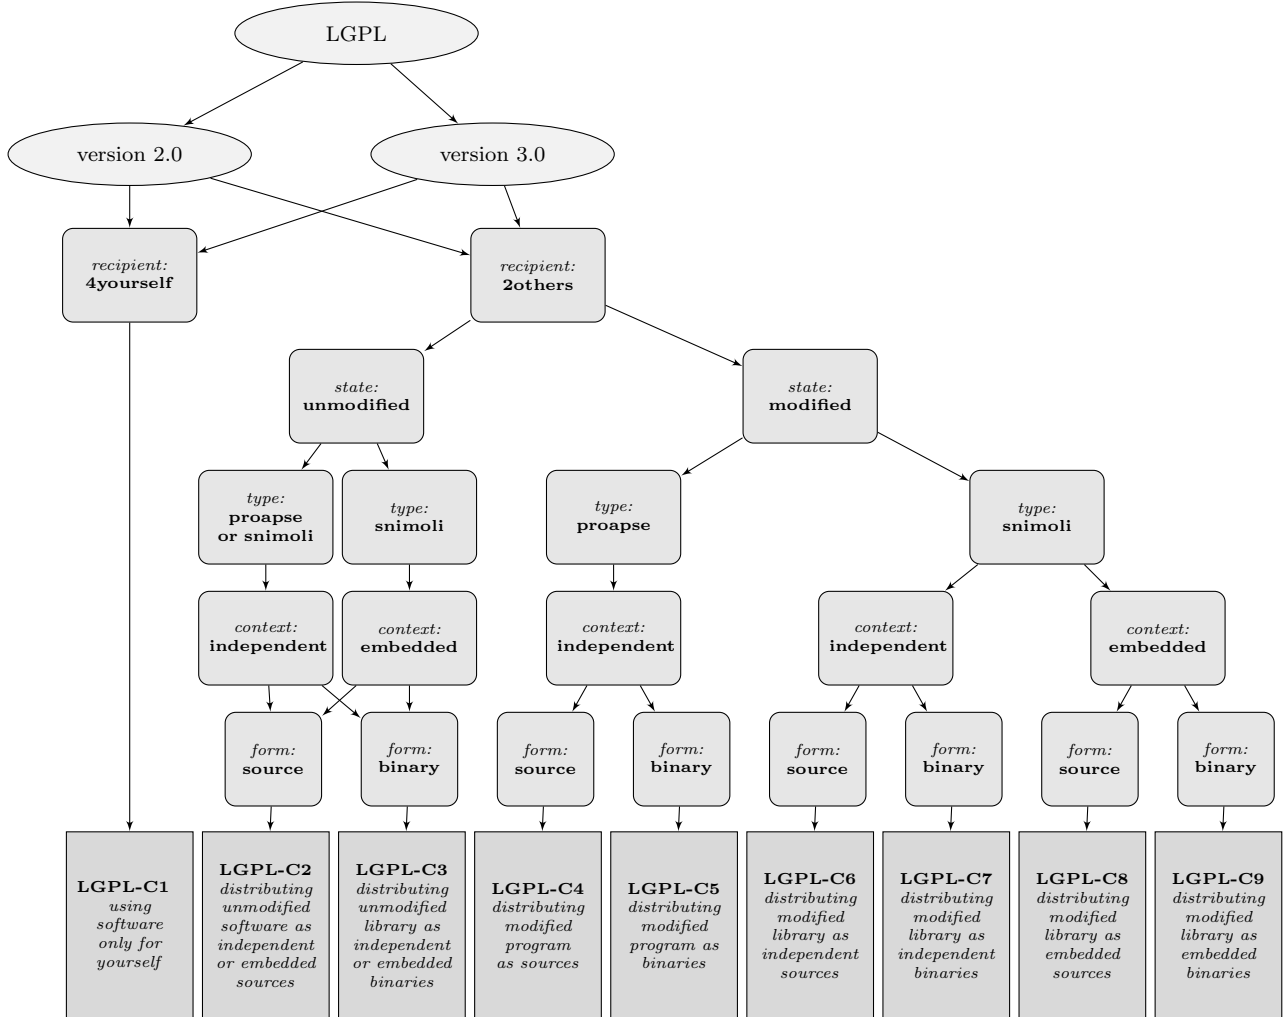 LGPL
version 2.0
version 3.0
recipient:
4yourself
recipient:
2others
state:
unmodified
state:
modified
type:
proapse
or snimoli
type:
snimoli
type:
proapse
type:
snimoli
context:
independent
context:
embedded
context:
independent
context:
independent
context:
embedded
form:
source
form:
binary
form:
source
form:
binary
form:
source
form:
binary
form:
source
form:
binary
LGPL-C1
using
software
only for
yourself
LGPL-C2
distributing
unmodified
software as
independent
or embedded
sources
LGPL-C3
distributing
unmodified
library as
independent
or embedded
binaries
LGPL-C4
distributing
modified
program
as sources
LGPL-C5
distributing
modified
program as
binaries
LGPL-C6
distributing
modified
library as
independent
sources
LGPL-C7
distributing
modified
library as
independent
binaries
LGPL-C8
distributing
modified
library as
embedded
sources
LGPL-C9
distributing
modified
library as
embedded
binaries